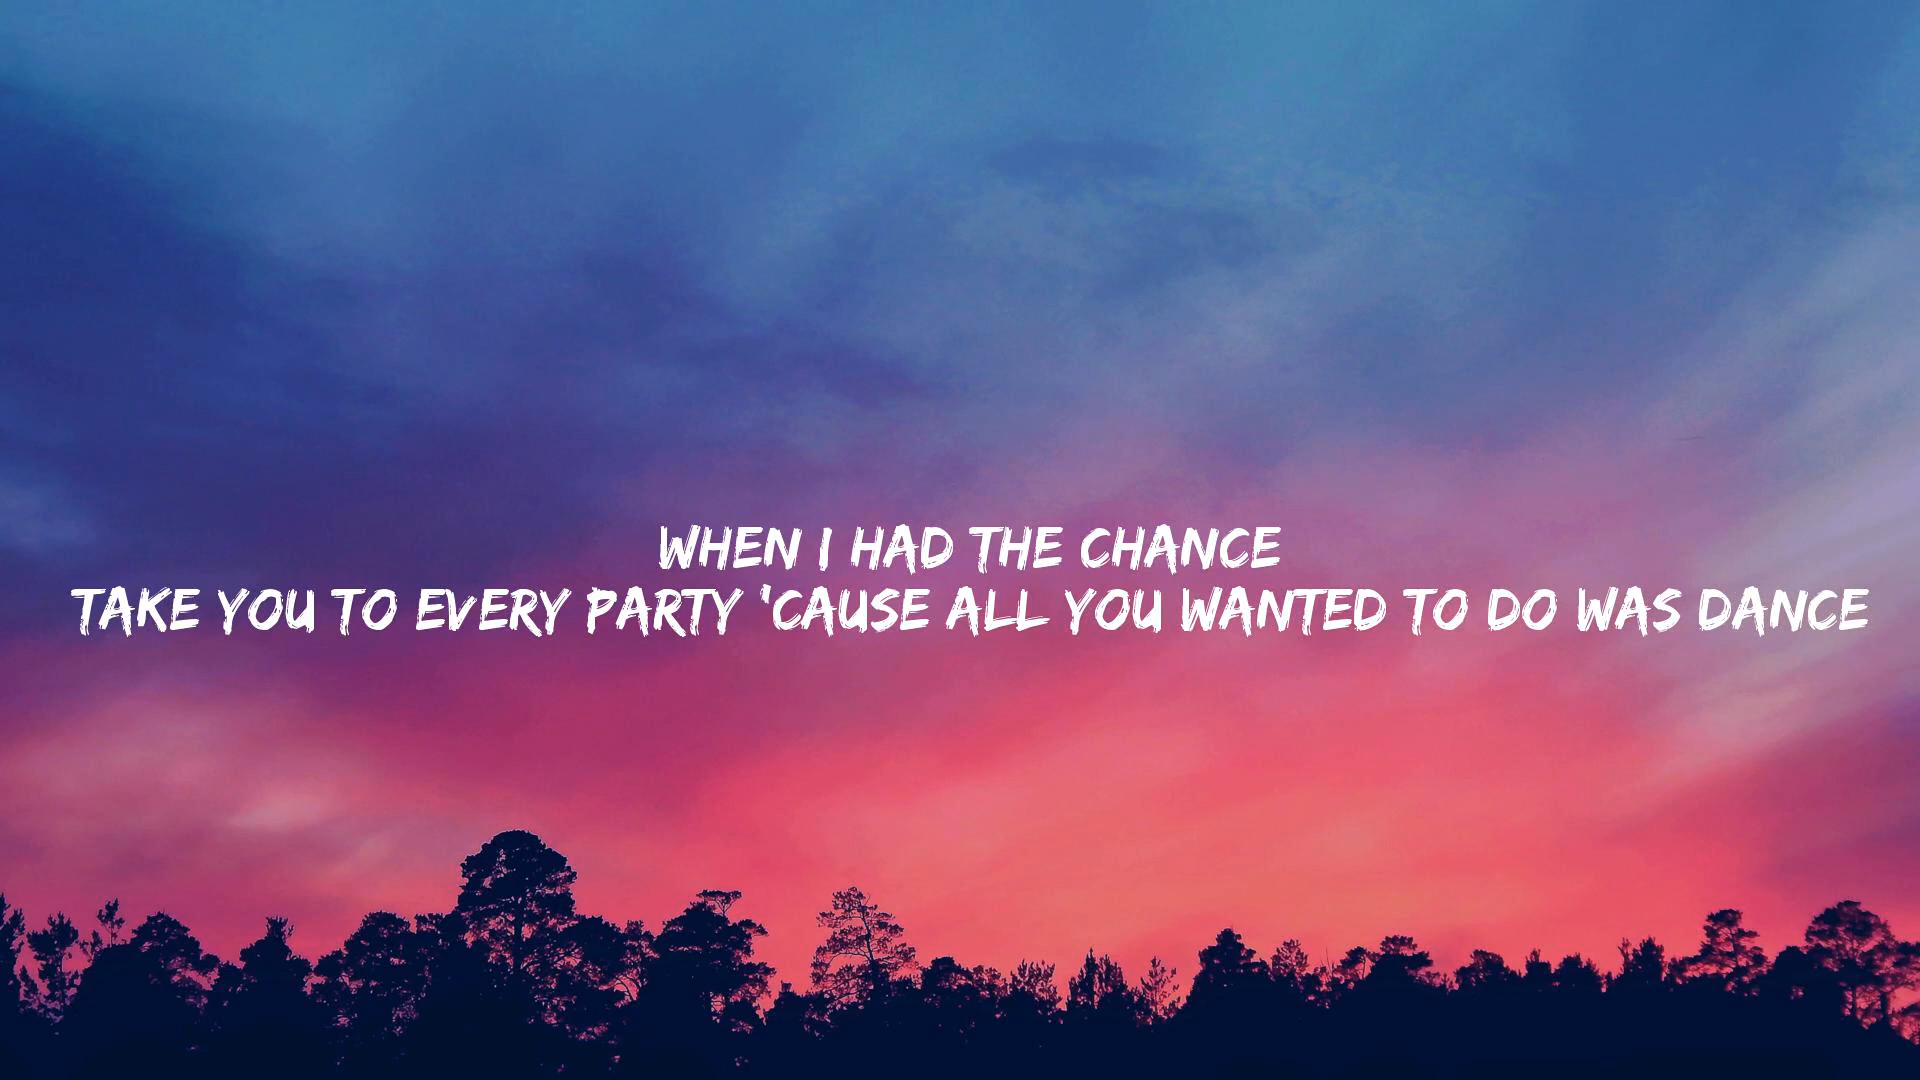 WHEN I HAD THE CHANCE
TAKE YOU TO EVERY PARTY 'CAUSE ALL YOU WANTED TO DO WAS DANCE